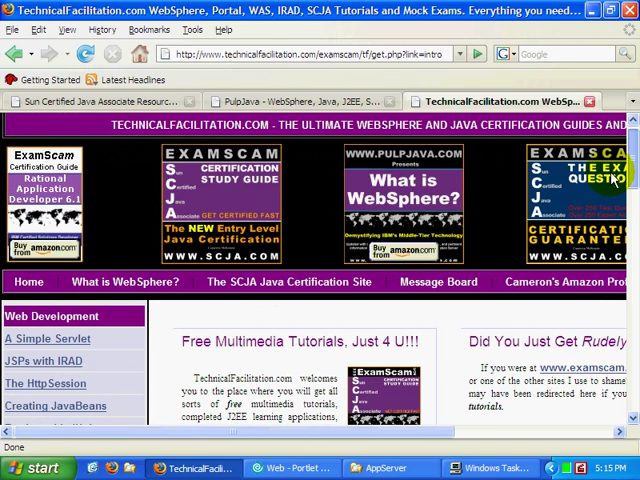 TechnicalFacilitation.com WebSphere, Portal, WAS, IRAD, SCJA Tutorials and Mock Exams. Everything you need...
File Edit View History Bookmarks Tools Help
http://www.technicalfacilitation.com/examscam/tf/get.php?link=intro
Google
Getting Started Latest Headlines
Sun Certified Java Associate Resourc...
PulpJava - WebSphere, Java, J2EE, S...
TechnicalFacilitation.com WebSp...
TECHNICALFACILITATION.COM - THE ULTIMATE WEBSPHERE AND JAVA CERTIFICATION GUIDES AND
ExamScam
Certification Guide
Rational
Application
Developer 6.1
Buy from amazon.com
EXAMSCAM
Sun
Certified
Java
Associate
CERTIFICATION
STUDY GUIDE
GET CERTIFIED FAST
The NEW Entry Level
Java Certification
WWW.SCJA.COM
WWW.PULPJAVA.COM
Presents
What is
WebSphere?
Demystifying IBM's Middle-Tier Technology
Buy from amazon.com
EXAMSCA
Sun
Certified
Java
Associate
THE EXA
QUESTIO
CERTIFICATIO
GUARANTE
WWW.SCJA.CO
Home What is WebSphere? The SCJA Java Certification Site Message Board Cameron's Amazon Prof
Web Development
A Simple Servlet
JSPs with IRAD
The HttpSession
Creating JavaBeans
Free Multimedia Tutorials, Just 4 U!!!
TechnicalFacilitation.com welcomes
you to the place where you will get all
sorts of free multimedia tutorials,
completed J2EE learning applications,
ExamScam
CERTIFICATION
STUDY GUIDE
Did You Just Get Rudely
If you were at www.examscam.
or one of the other sites I use to shame
may have been redirected here if you
tutorials.
Done
start
TechnicalFacili...
Web - Portlet ...
AppServer
Windows Task...
5:15 PM